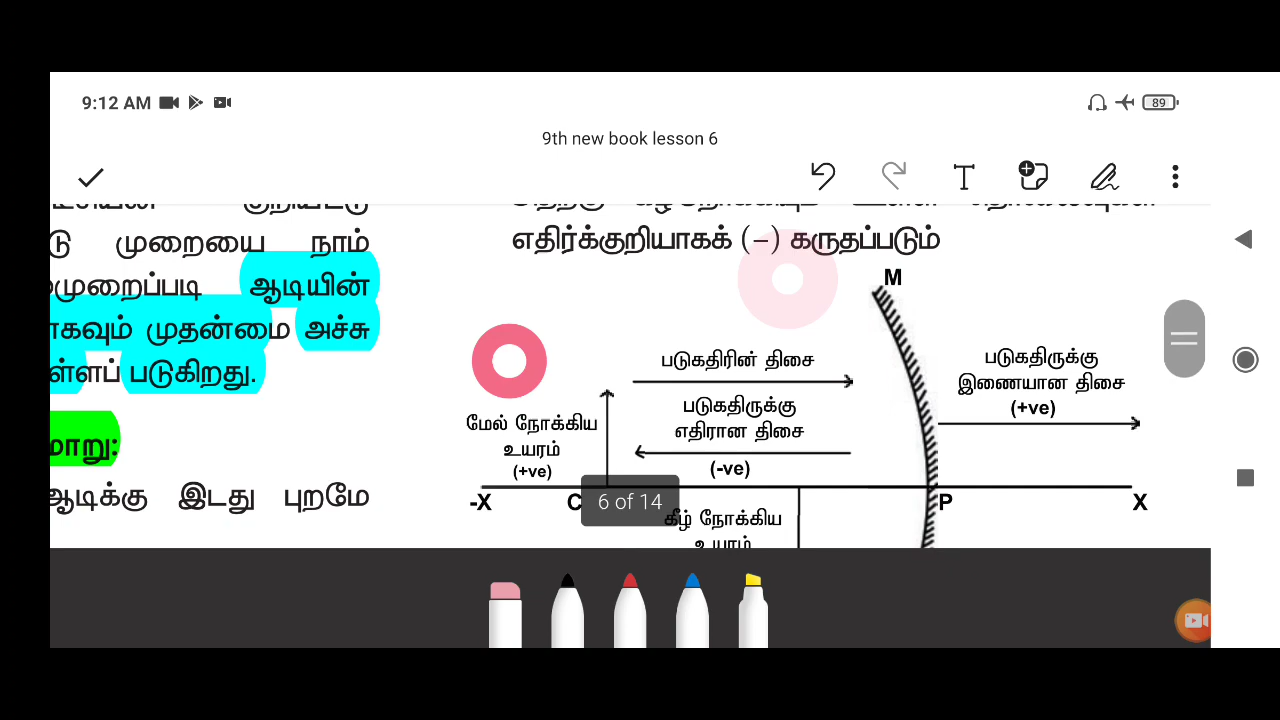 9:12 AM
89
9th new book lesson 6
டு முறையை நாம்
முறைப்படி ஆடியின்
கவும் முதன்மை அச்சு
படுகிறது.
மாறு:
ஆடிக்கு இடது புறமே
எதிர்க்குறியாகக் (−) கருதப்படும்
M
படுகதிரின் திசை
படுகதிருக்கு
இணையான திசை
(+ve)
படுகதிருக்கு
எதிரான திசை
(-ve)
மேல் நோக்கிய
உயரம்
(+ve)
-X C P X
6 of 14
கீழ் நோக்கிய